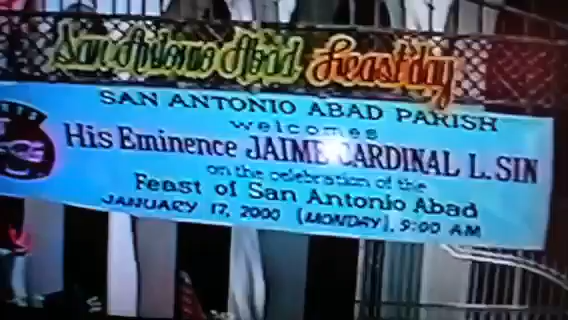 San Antonio Abad Feast day
SAN ANTONIO ABAD PARISH
welcomes
His Eminence JAIME CARDINAL L. SIN
on the celebration of the
Feast of San Antonio Abad
JANUARY 17, 2000 (MONDAY), 9:00 AM